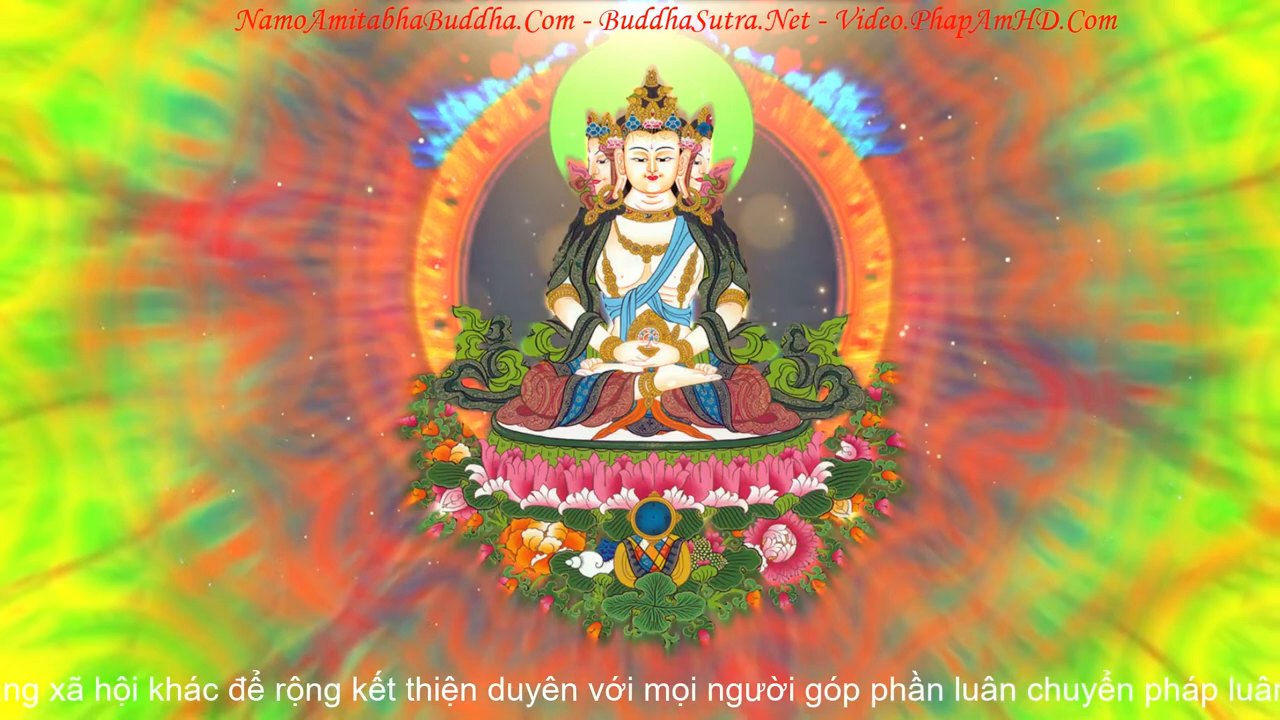 NamoAmitabhaBuddha.Com - BuddhaSutra.Net - Video.PhapAmHD.Com
xã hội khác để rộng kết thiện duyên với mọi người góp phần luân chuyển pháp luân